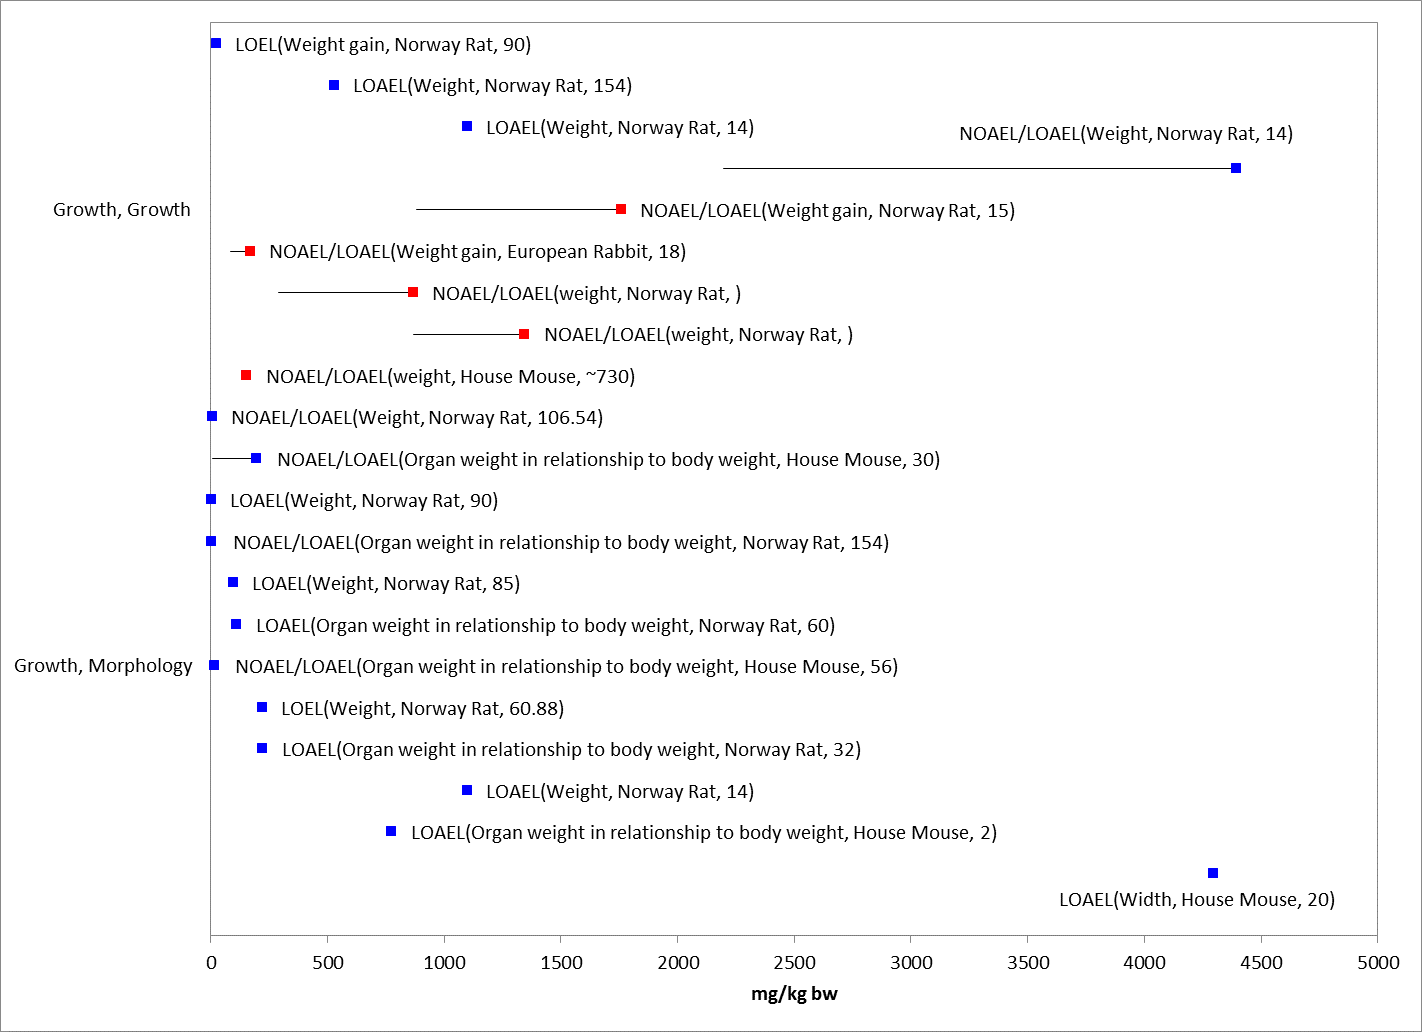 LOEL(Weight gain, Norway Rat, 90)
LOAEL(Weight, Norway Rat, 154)
LOAEL(Weight, Norway Rat, 14)
NOAEL/LOAEL(Weight, Norway Rat, 14)
Growth, Growth
NOAEL/LOAEL(Weight gain, Norway Rat, 15)
NOAEL/LOAEL(Weight gain, European Rabbit, 18)
NOAEL/LOAEL(weight, Norway Rat, )
NOAEL/LOAEL(weight, Norway Rat, )
NOAEL/LOAEL(weight, House Mouse, ~730)
NOAEL/LOAEL(Weight, Norway Rat, 106.54)
NOAEL/LOAEL(Organ weight in relationship to body weight, House Mouse, 30)
LOAEL(Weight, Norway Rat, 90)
NOAEL/LOAEL(Organ weight in relationship to body weight, Norway Rat, 154)
LOAEL(Weight, Norway Rat, 85)
LOAEL(Organ weight in relationship to body weight, Norway Rat, 60)
Growth, Morphology
NOAEL/LOAEL(Organ weight in relationship to body weight, House Mouse, 56)
LOEL(Weight, Norway Rat, 60.88)
LOAEL(Organ weight in relationship to body weight, Norway Rat, 32)
LOAEL(Weight, Norway Rat, 14)
LOAEL(Organ weight in relationship to body weight, House Mouse, 2)
LOAEL(Width, House Mouse, 20)
0 500 1000 1500 2000 2500 3000 3500 4000 4500 5000
mg/kg bw